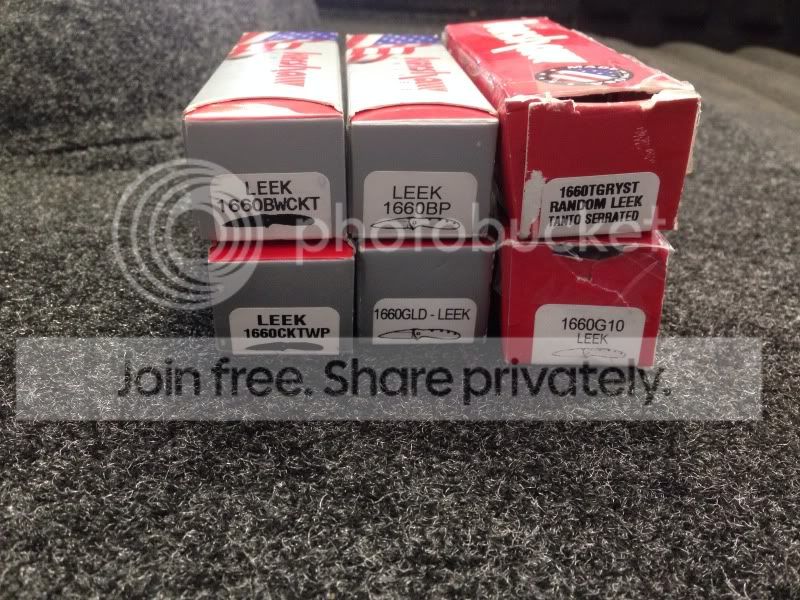 LEEK
1660BWCKT
LEEK
1660BP
1660TGRYST
RANDOM LEEK
TANTO SERRATED
photobucket
LEEK
1660CKTWP
1660GLD - LEEK
1660G10
LEEK
Join free. Share privately.